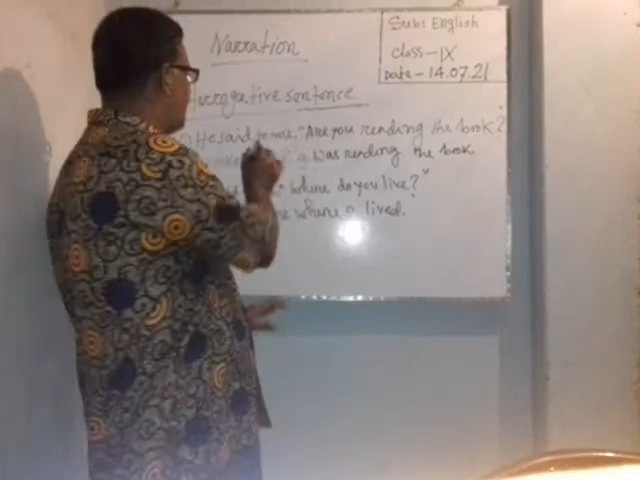 Narration
Sub: English
Class - IX
Date - 14.07.21
sentence
He said to me, "Are you reading the book?"
was reading the book
"where do you live?"
where I lived.